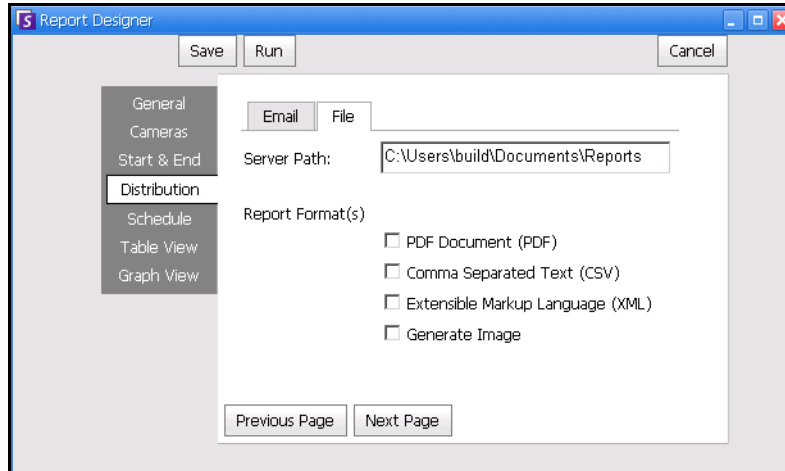 Report Designer
Save Run Cancel
General
Cameras
Start & End
Distribution
Schedule
Table View
Graph View
Email File
Server Path: C:\Users\build\Documents\Reports
Report Format(s)
PDF Document (PDF)
Comma Separated Text (CSV)
Extensible Markup Language (XML)
Generate Image
Previous Page Next Page